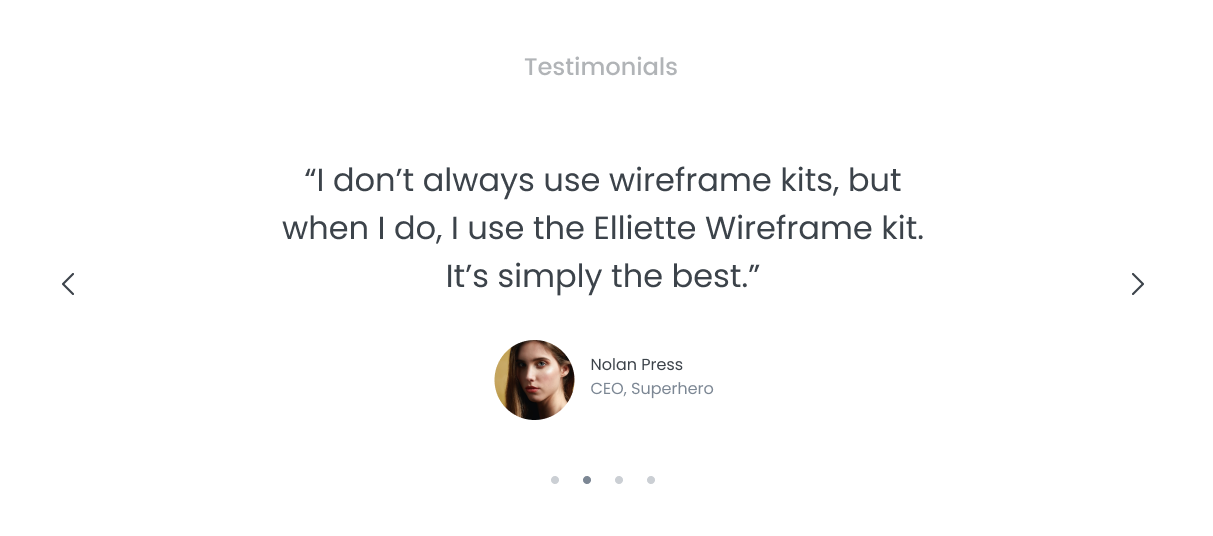 Testimonials
“I don’t always use wireframe kits, but
when I do, I use the Elliette Wireframe kit.
It’s simply the best.”
Nolan Press
CEO, Superhero